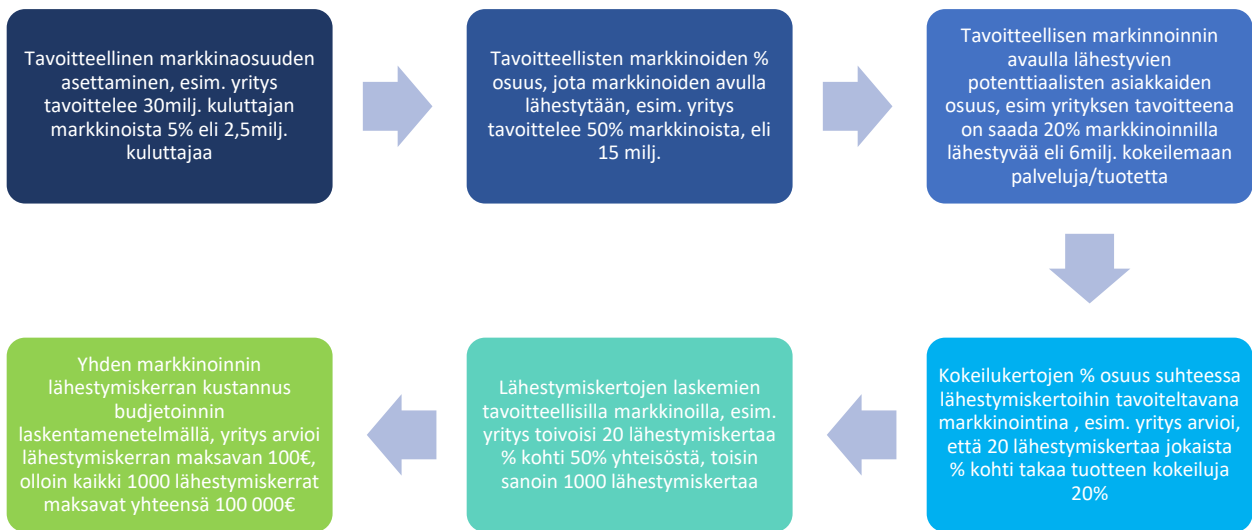 Tavoitteellinen markkinaosuuden
asettaminen, esim. yritys
tavoittelee 30milj. kuluttajan
markkinoista 5% eli 2,5milj.
kuluttajaa
Tavoitteellisten markkinoiden %
osuus, jota markkinoiden avulla
lähestytään, esim. yritys
tavoittelee 50% markkinoista, eli
15 milj.
Tavoitteellisen markinnoinnin
avaulla lähestyvien
potenttiaalisten asiakkaiden
osuus, esim yrityksen tavoitteena
on saada 20% markkinoinnilla
lähestyvää eli 6milj. kokeilemaan
palveluja/tuotetta
Kokeilukertojen % osuus suhteessa
lähestymiskertoihin tavoiteltavana
markkinointina , esim. yritys arvioi,
että 20 lähestymiskertaa jokaista
% kohti takaa tuotteen kokeiluja
20%
Lähestymiskertojen laskemien
tavoitteellisilla markkinoilla, esim.
yritys toivoisi 20 lähestymiskertaa
% kohti 50% yhteisöstä, toisin
sanoin 1000 lähestymiskertaa
Yhden markkinoinnin
lähestymiskerran kustannus
budjetoinnin
laskentamenetelmällä, yritys arvioi
lähestymiskerran maksavan 100€,
olloin kaikki 1000 lähestymiskerrat
maksavat yhteensä 100 000€